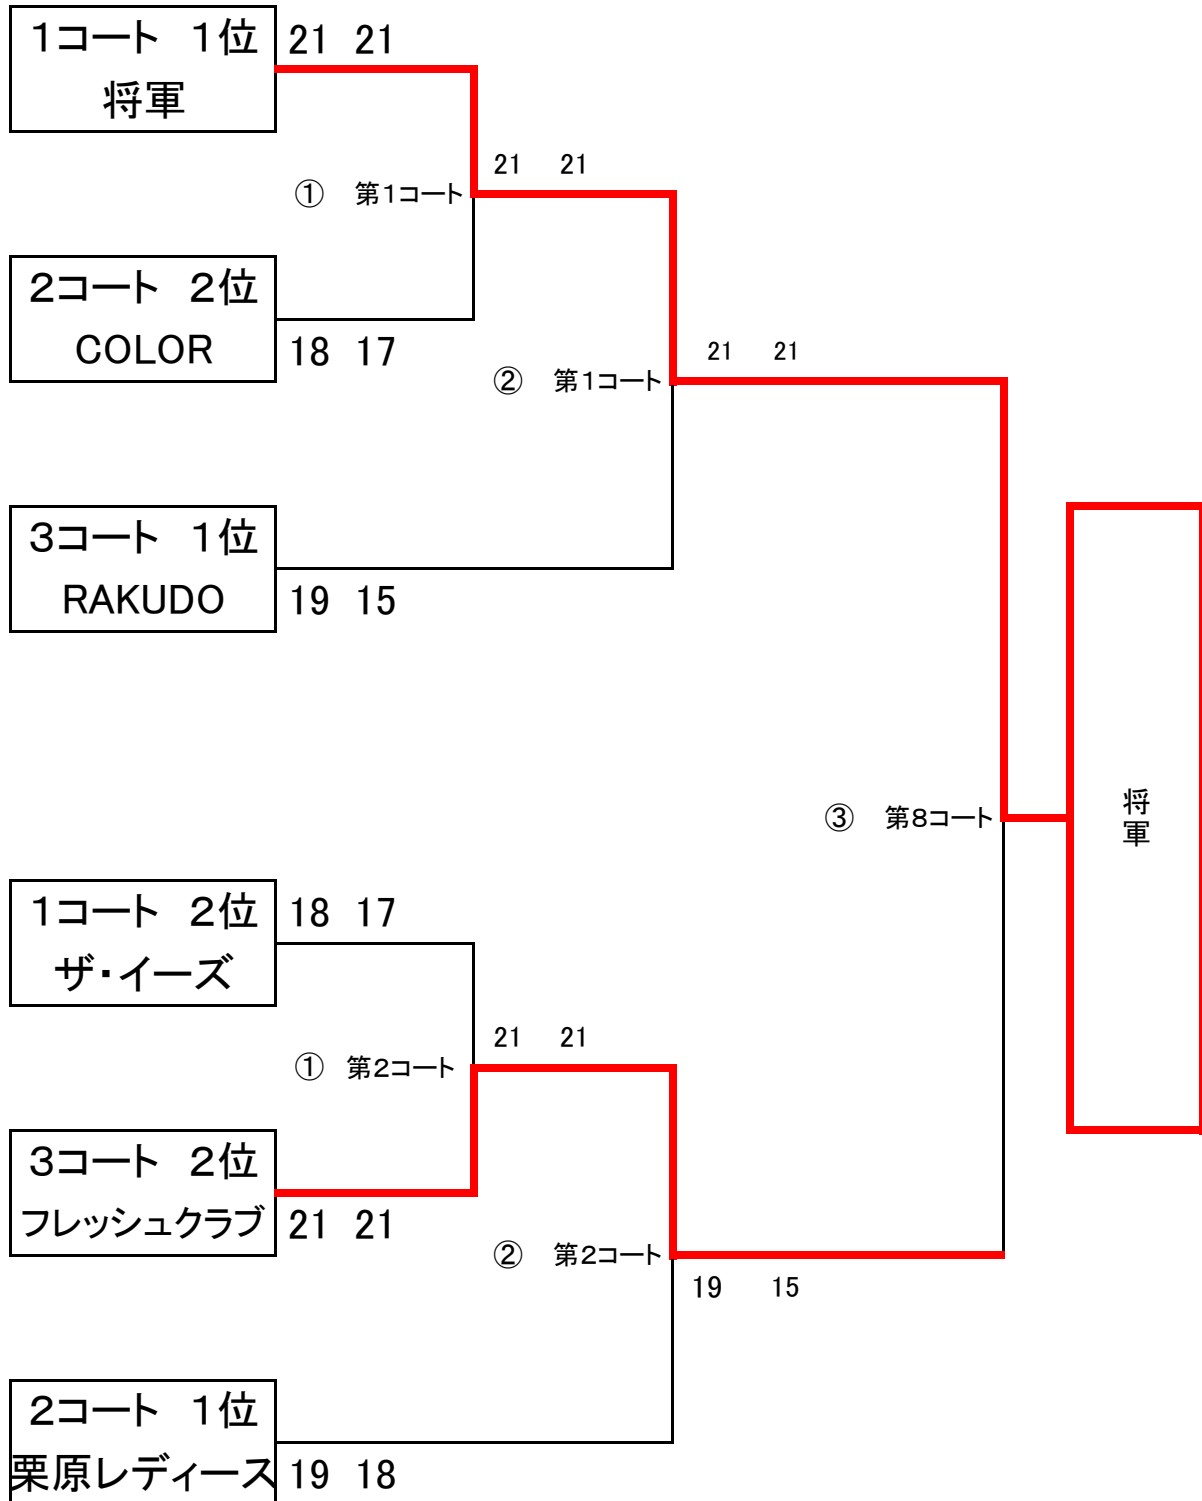 1コート 1位
将軍
21 21
21 21
① 第1コート
2コート 2位
COLOR
18 17
21 21
② 第1コート
3コート 1位
RAKUDO
19 15
③ 第8コート
将軍
1コート 2位
ザ・イーズ
18 17
21 21
① 第2コート
3コート 2位
フレッシュクラブ
21 21
② 第2コート
19 15
2コート 1位
栗原レディース
19 18